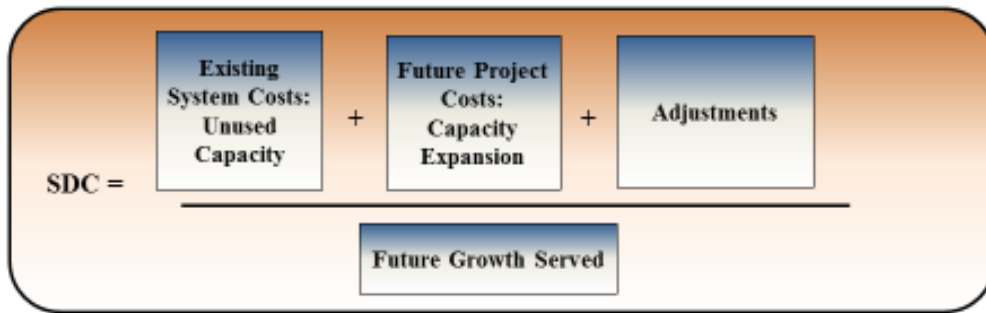 Existing
System Costs:
Unused
Capacity
+
Future Project
Costs:
Capacity
Expansion
+
Adjustments
SDC =
Future Growth Served